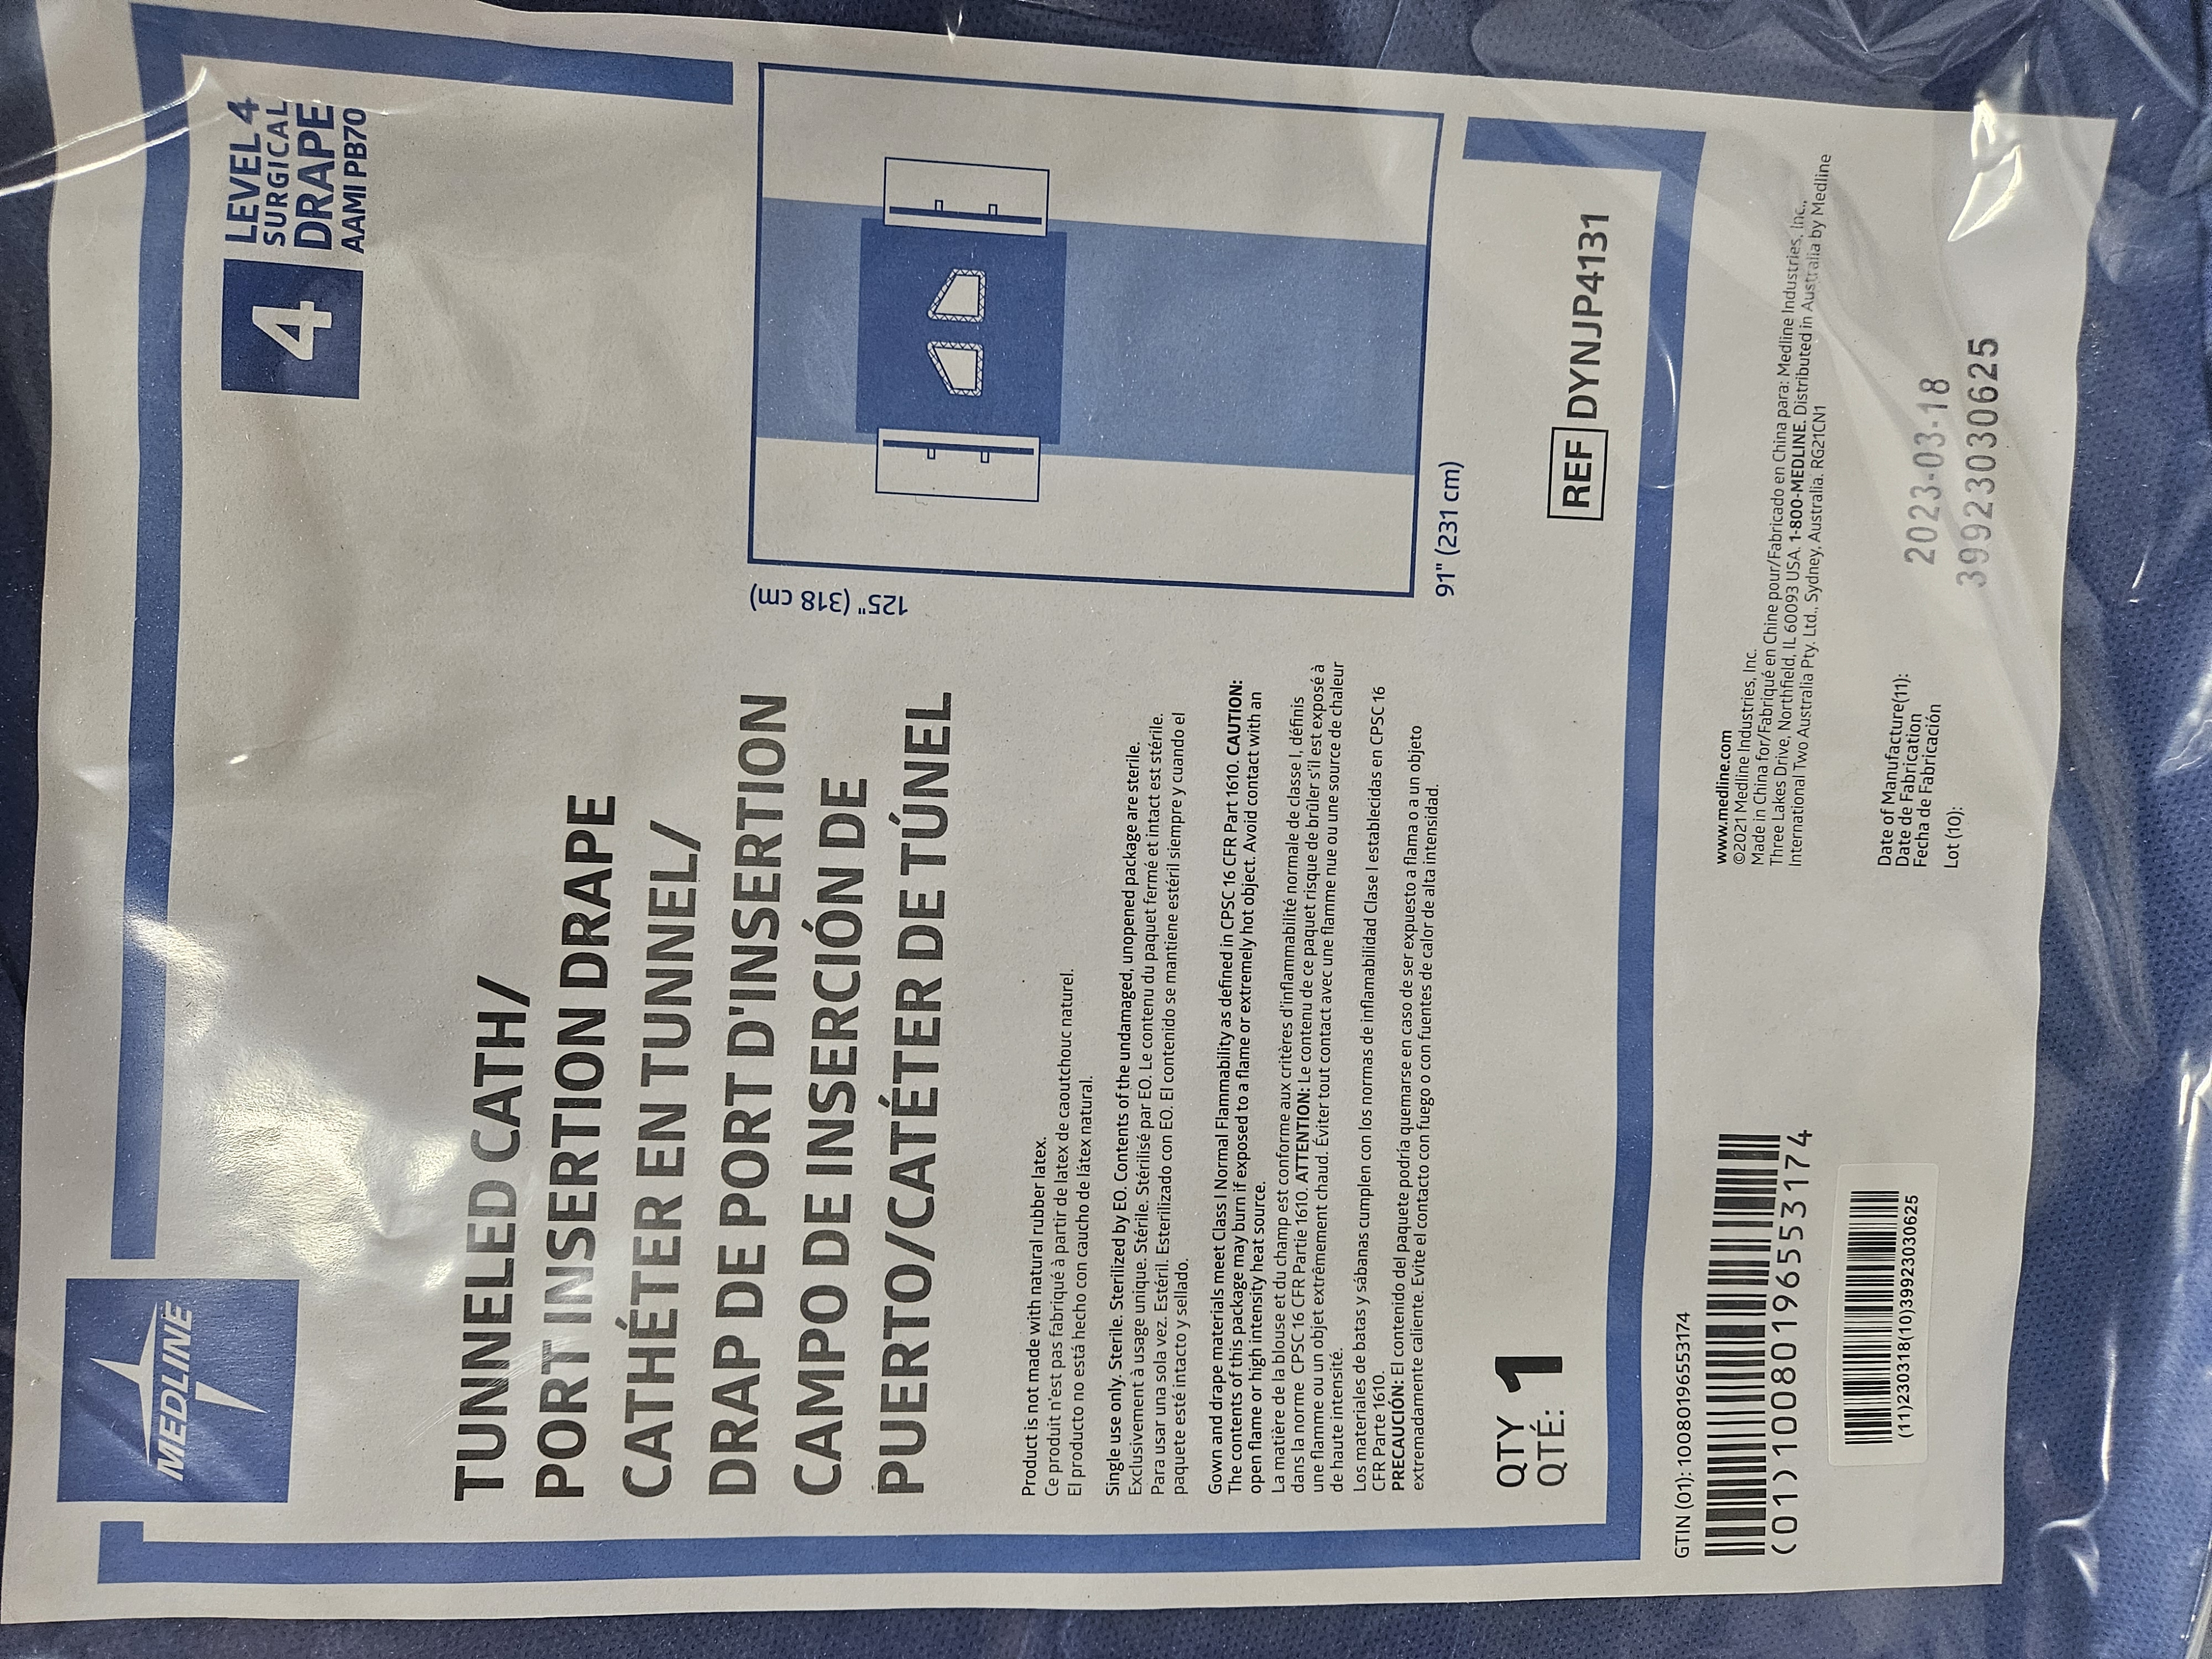 MEDLINE
4
LEVEL 4
SURGICAL
DRAPE
AAMI PB70
TUNNELED CATH/
PORT INSERTION DRAPE
CATHÉTER EN TUNNEL/
DRAP DE PORT D'INSERTION
CAMPO DE INSERCIÓN DE
PUERTO/CATÉTER DE TÚNEL
125" (318 cm)
91" (231 cm)
Product is not made with natural rubber latex.
Ce produit n'est pas fabriqué à partir de latex de caoutchouc naturel.
El producto no está hecho con caucho de látex natural.
Single use only. Sterile. Sterilized by EO. Contents of the undamaged, unopened package are sterile.
Exclusivement à usage unique. Stérile. Stérilisé par EO. Le contenu du paquet fermé et intact est stérile.
Para usar una sola vez. Estéril. Esterilizado con EO. El contenido se mantiene estéril siempre y cuando el
paquete esté intacto y sellado.
Gown and drape materials meet Class I Normal Flammability as defined in CPSC 16 CFR Part 1610. CAUTION:
The contents of this package may burn if exposed to a flame or extremely hot object. Avoid contact with an
open flame or high intensity heat source.
La matière de la blouse et du champ est conforme aux critères d'inflammabilité normale de classe I, définis
dans la norme CPSC 16 CFR Partie 1610. ATTENTION: Le contenu de ce paquet risque de brûler s'il est exposé à
une flamme ou un objet extrêmement chaud. Éviter tout contact avec une flamme nue ou une source de chaleur
de haute intensité.
Los materiales de batas y sábanas cumplen con los normas de inflamabilidad Clase I establecidas en CPSC 16
CFR Parte 1610.
PRECAUCIÓN: El contenido del paquete podría quemarse en caso de ser expuesto a flama o a un objeto
extremadamente caliente. Evite el contacto con fuego o con fuentes de calor de alta intensidad.
QTY
QTÉ: 1
REF DYNJP4131
GTIN (01): 10080196553174
(01)10080196553174
(11)230318(10)39923030625
www.medline.com
©2021 Medline Industries, Inc.
Made in China for/Fabriqué en Chine pour/Fabricado en China para: Medline Industries, Inc.,
Three Lakes Drive, Northfield, IL 60093 USA. 1-800-MEDLINE. Distributed in Australia by Medline
International Two Australia Pty. Ltd., Sydney, Australia. RG21CN1
Date of Manufacture(11):
Date de Fabrication
Fecha de Fabricación
2023-03-18
Lot (10):
39923030625